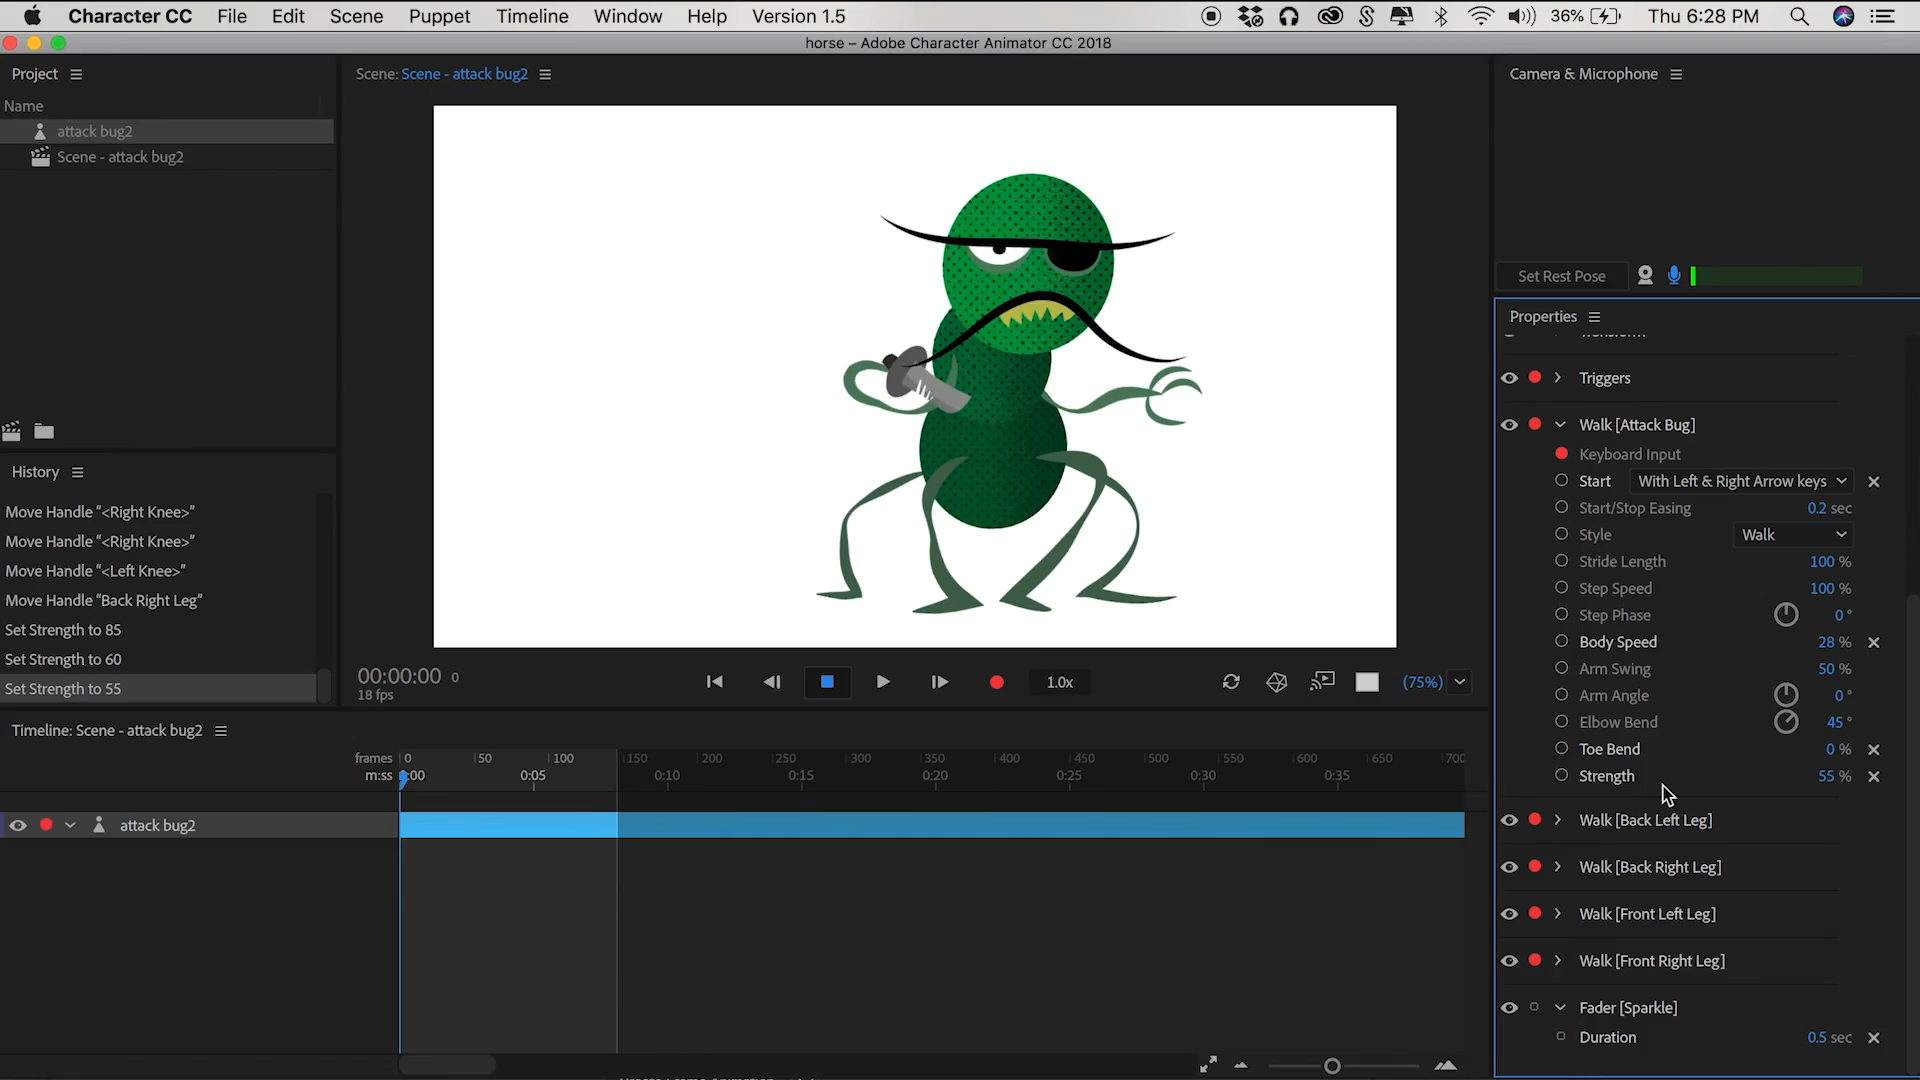 Character CC File Edit Scene Puppet Timeline Window Help Version 1.5 36% Thu 6:28 PM
horse – Adobe Character Animator CC 2018
Project
Name
attack bug2
Scene - attack bug2
History
Move Handle "<Right Knee>"
Move Handle "<Right Knee>"
Move Handle "<Left Knee>"
Move Handle "Back Right Leg"
Set Strength to 85
Set Strength to 60
Set Strength to 55
Scene: Scene - attack bug2
00:00:00 0
18 fps
1.0x
(75%)
Camera & Microphone
Set Rest Pose
Properties
Transform
Triggers
Walk [Attack Bug]
Keyboard Input
Start With Left & Right Arrow keys
Start/Stop Easing 0.2 sec
Style Walk
Stride Length 100 %
Step Speed 100 %
Step Phase 0 °
Body Speed 28 %
Arm Swing 50 %
Arm Angle 0 °
Elbow Bend 45 °
Toe Bend 0 %
Strength 55 %
Walk [Back Left Leg]
Walk [Back Right Leg]
Walk [Front Left Leg]
Walk [Front Right Leg]
Fader [Sparkle]
Duration 0.5 sec
Timeline: Scene - attack bug2
frames 0 50 100 150 200 250 300 350 400 450 500 550 600 650 700
m:ss 0:00 0:05 0:10 0:15 0:20 0:25 0:30 0:35
attack bug2